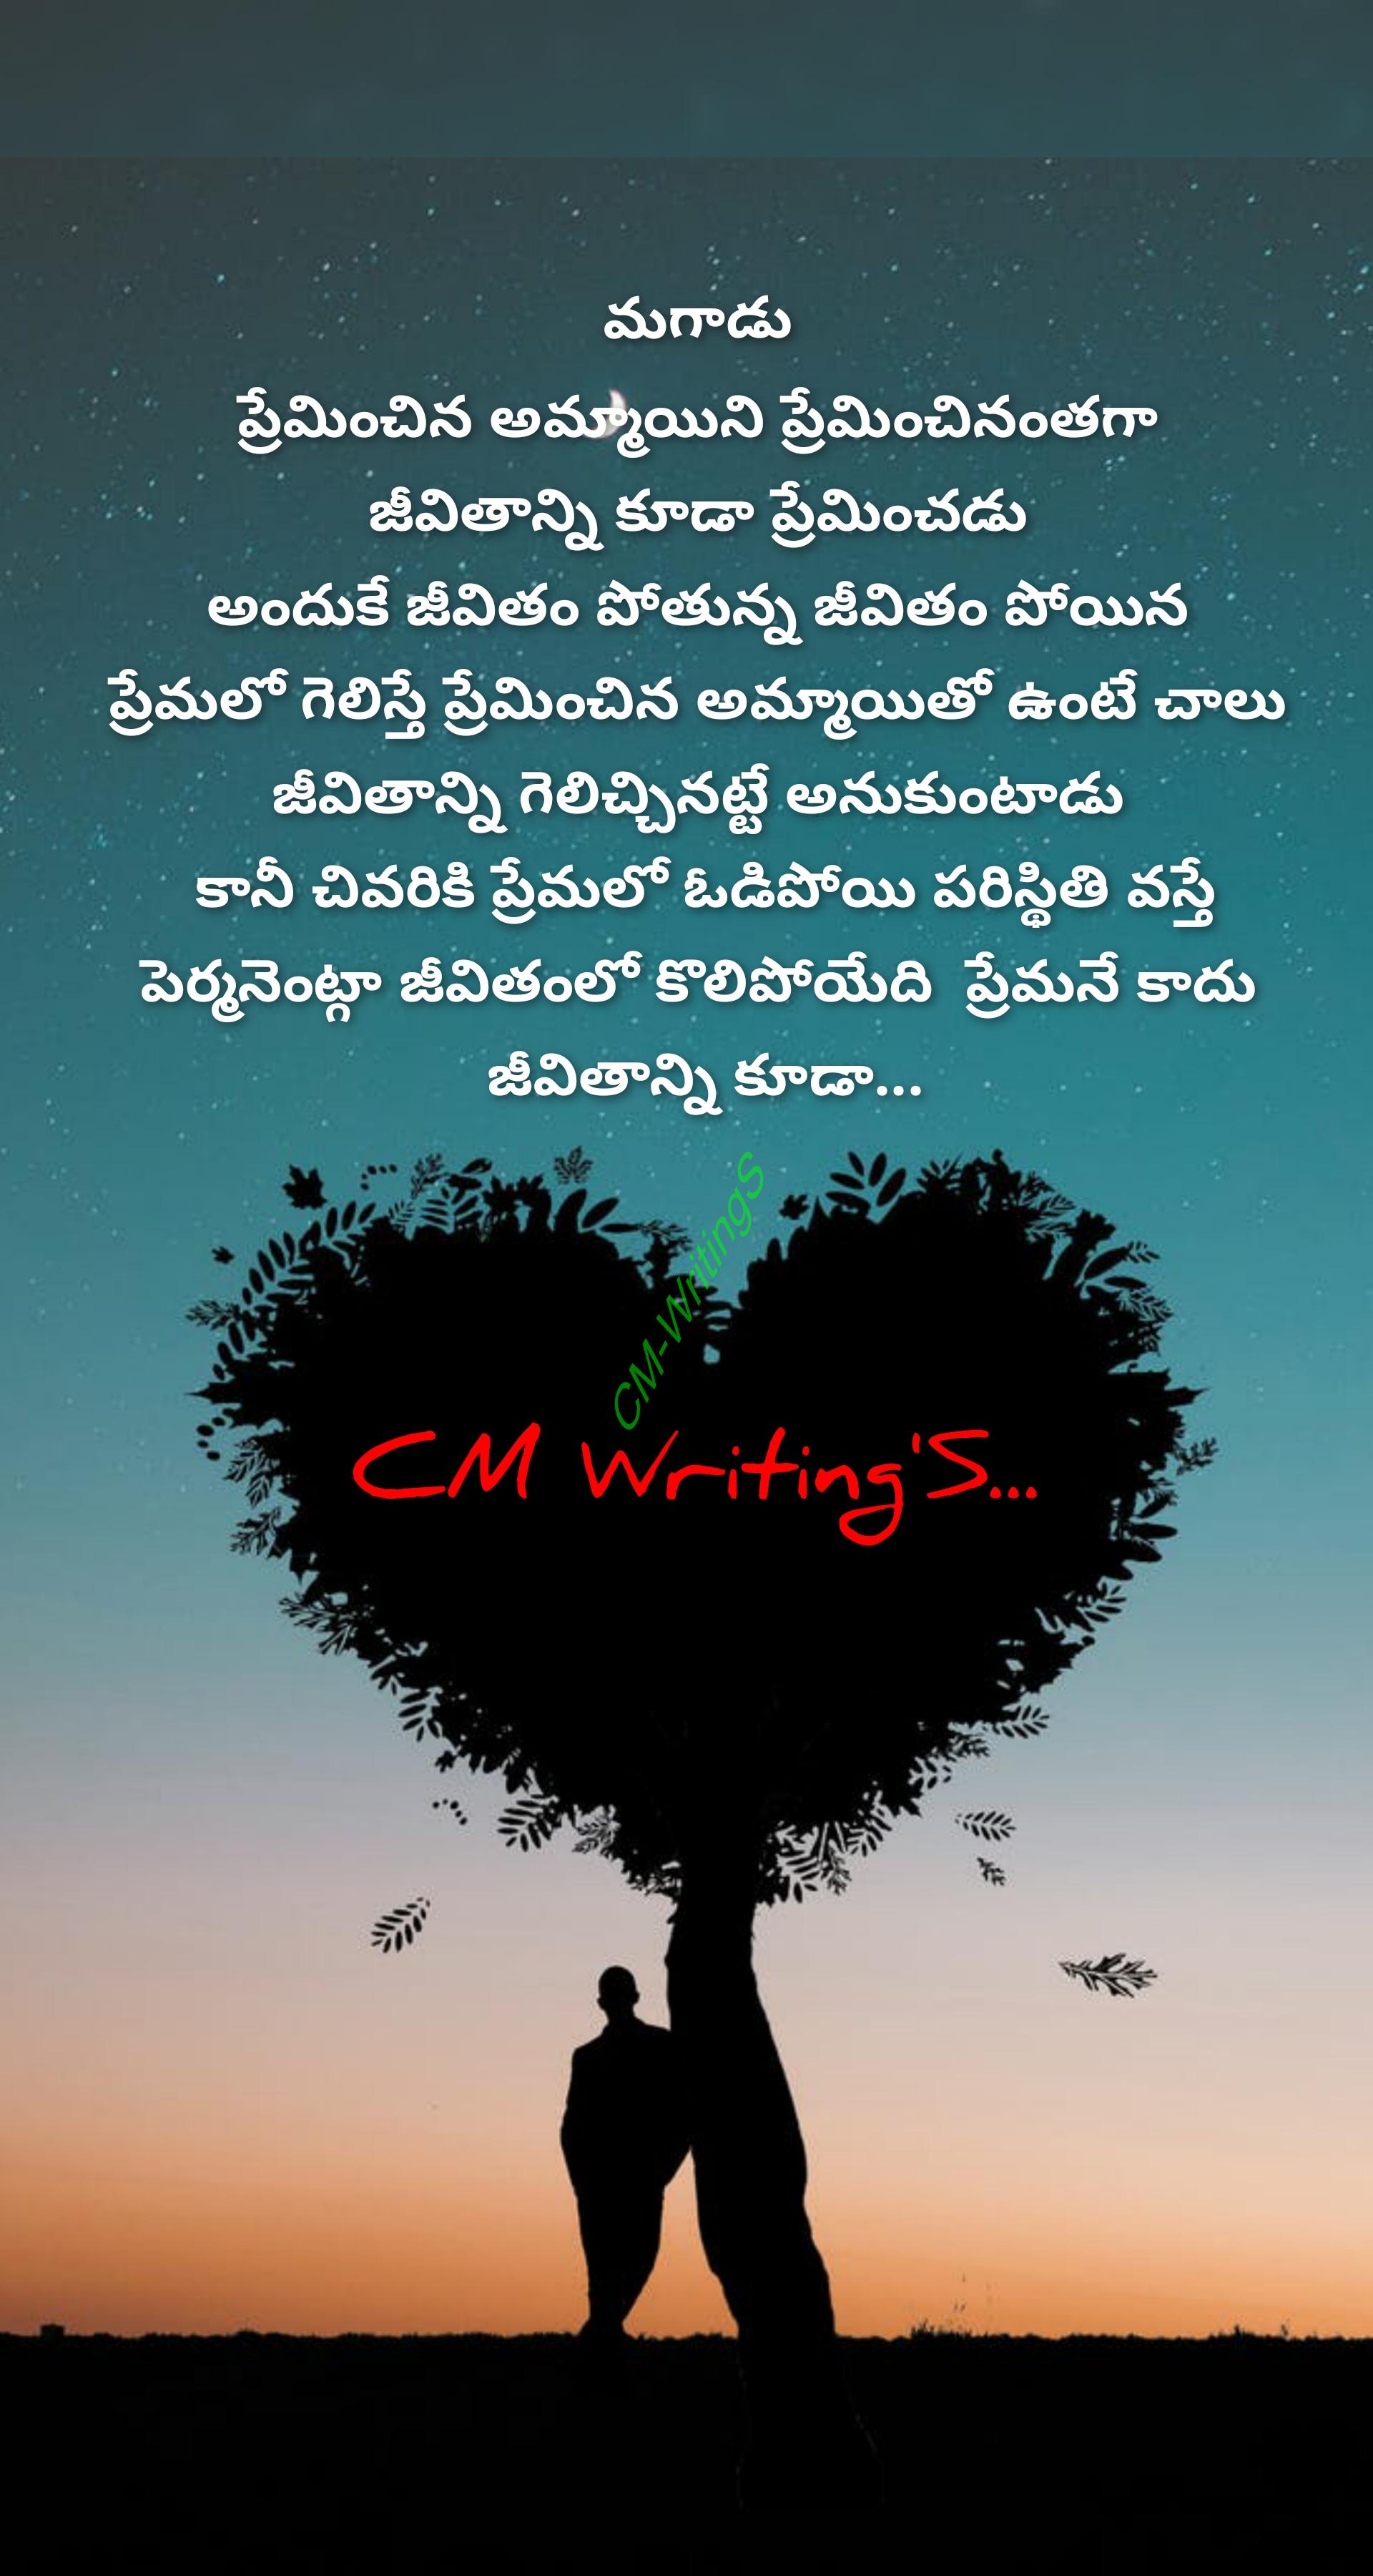 మగాడు
ప్రేమించిన అమ్మాయిని ప్రేమించినంతగా
జీవితాన్ని కూడా ప్రేమించడు
అందుకే జీవితం పోతున్న జీవితం పోయిన
ప్రేమలో గెలిస్తే ప్రేమించిన అమ్మాయితో ఉంటే చాలు
జీవితాన్ని గెలిచ్చినట్టే అనుకుంటాడు
కానీ చివరికి ప్రేమలో ఓడిపోయి పరిస్థితి వస్తే
పెర్మనెంట్గా జీవితంలో కొలిపోయేది ప్రేమనే కాదు
జీవితాన్ని కూడా...
CM-WritingS
CM Writing'S...